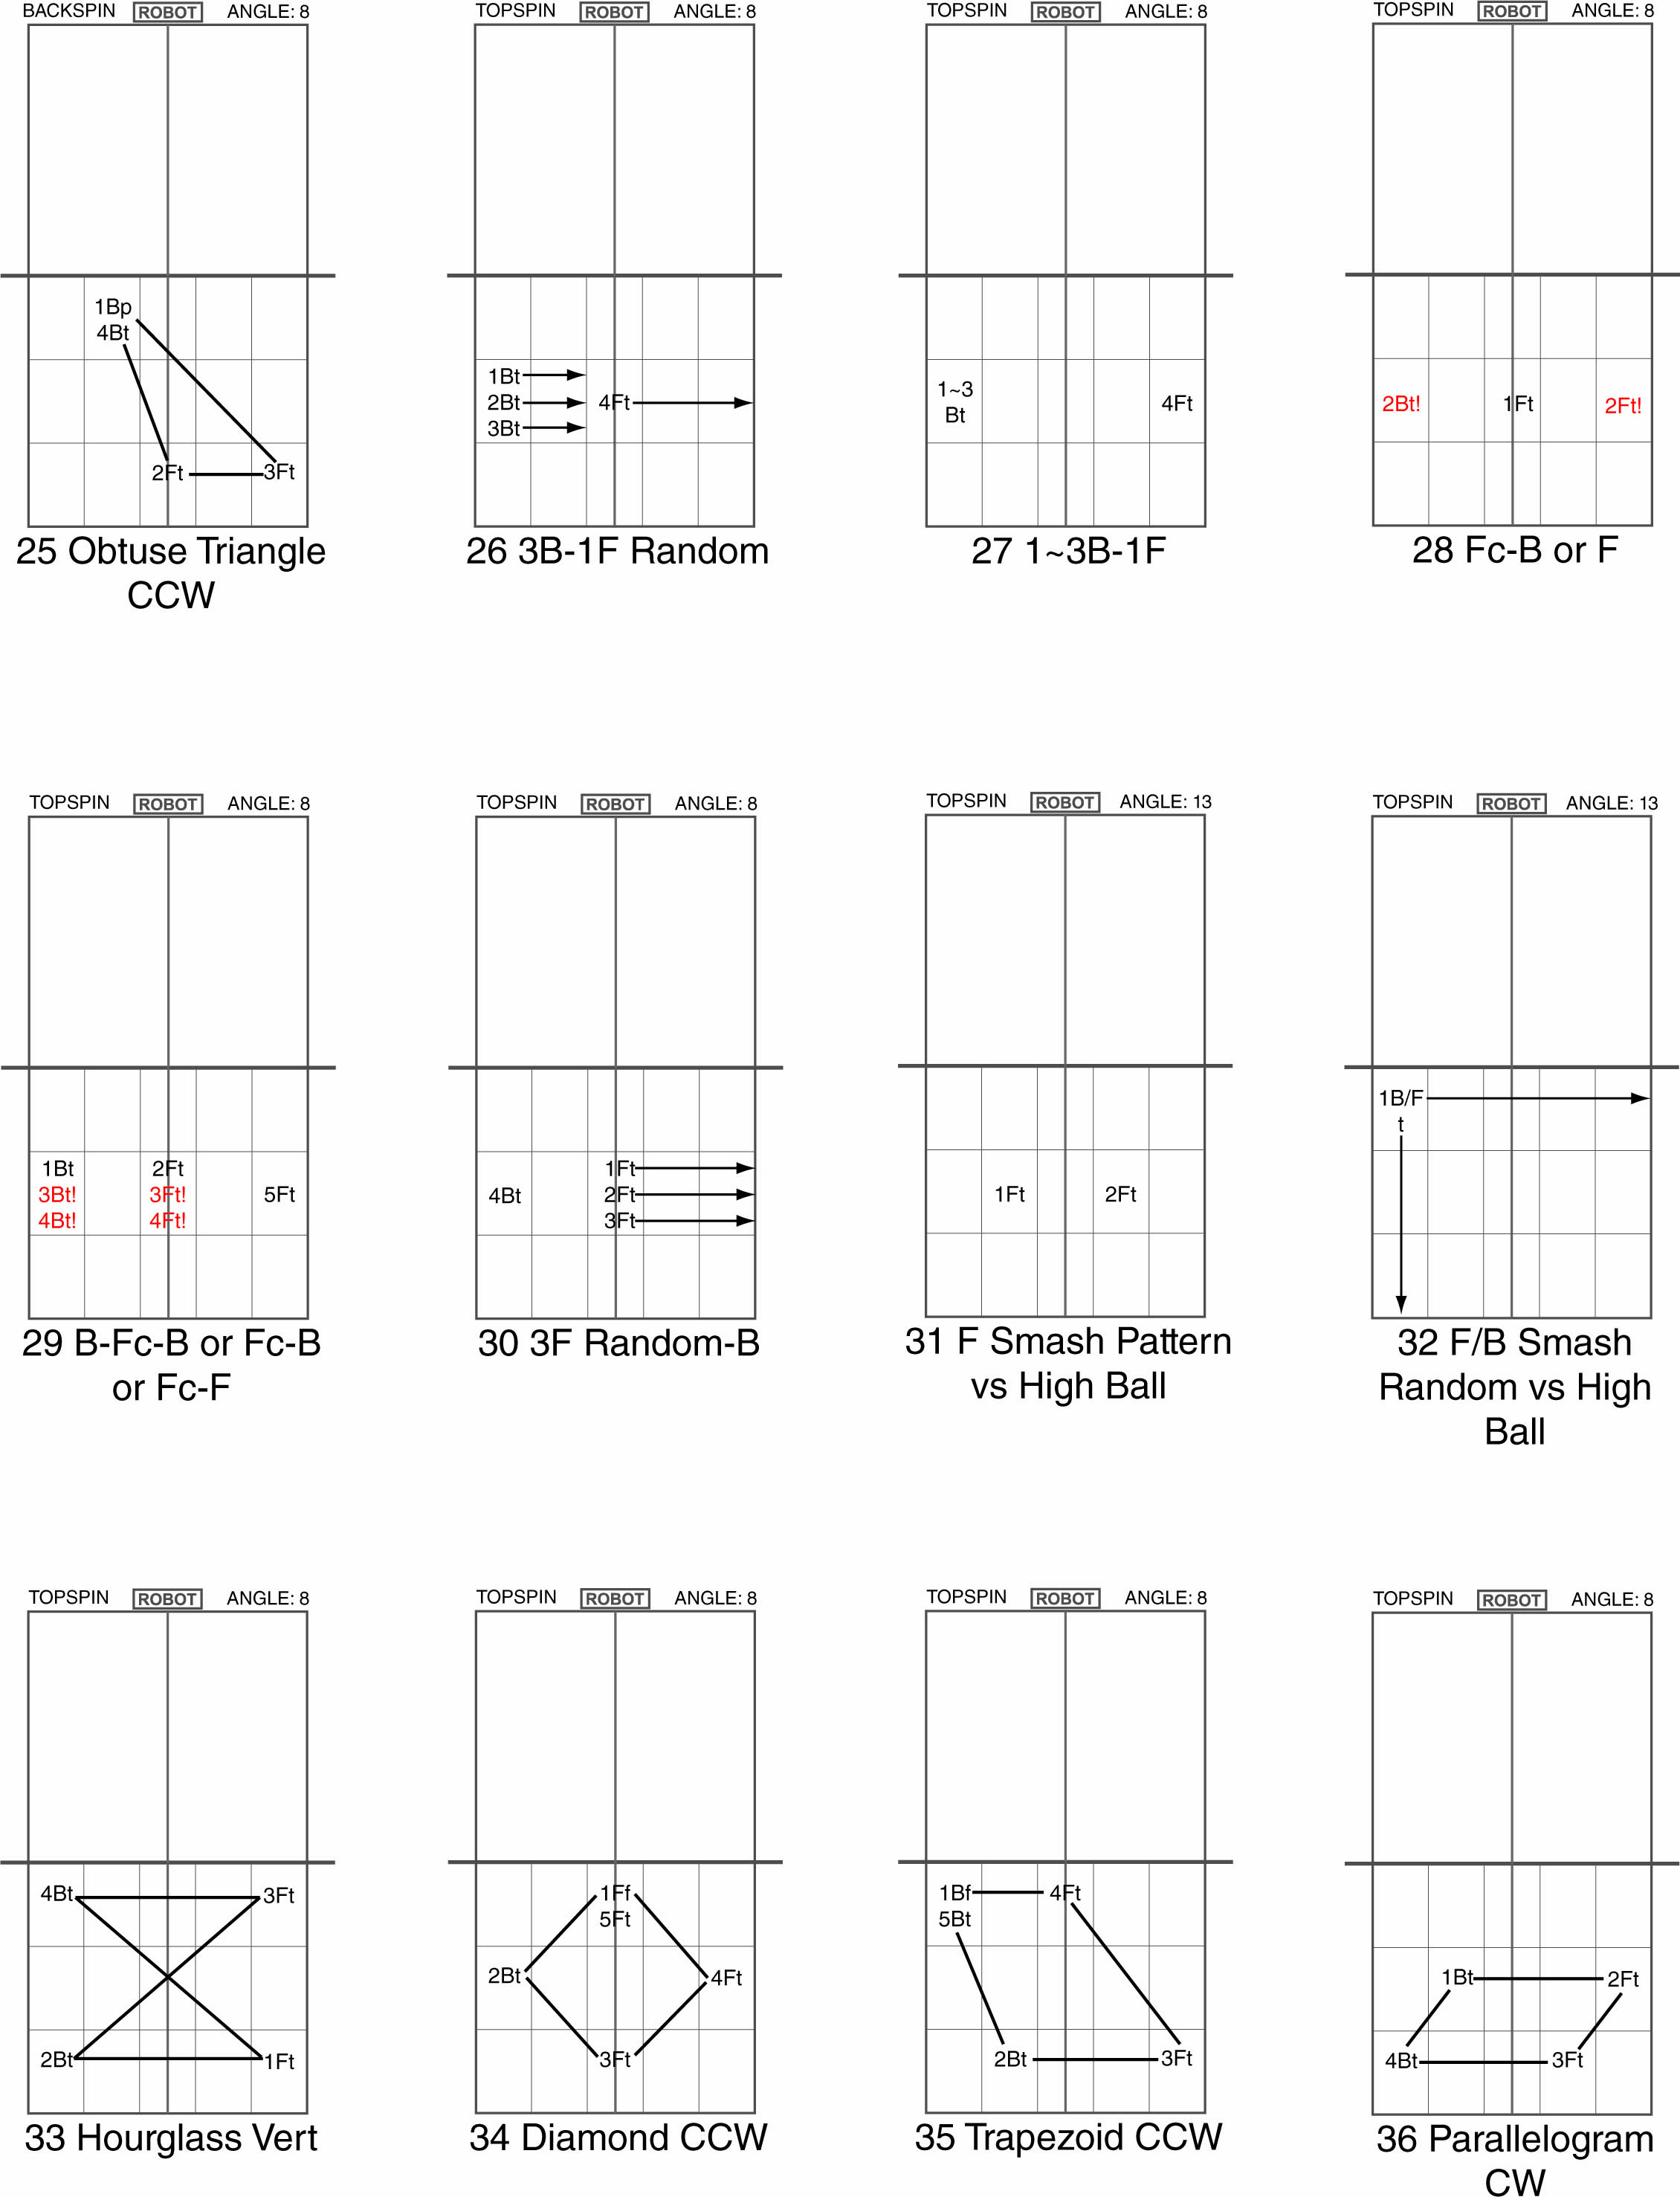 BACKSPIN ROBOT ANGLE: 8
1Bp
4Bt
2Ft 3Ft
25 Obtuse Triangle
CCW
TOPSPIN ROBOT ANGLE: 8
1Bt
2Bt 4Ft
3Bt
26 3B-1F Random
TOPSPIN ROBOT ANGLE: 8
1~3
Bt
4Ft
27 1~3B-1F
TOPSPIN ROBOT ANGLE: 8
2Bt! 1Ft 2Ft!
28 Fc-B or F
TOPSPIN ROBOT ANGLE: 8
1Bt 2Ft
3Bt! 3Ft! 5Ft
4Bt! 4Ft!
29 B-Fc-B or Fc-B
or Fc-F
TOPSPIN ROBOT ANGLE: 8
1Ft
4Bt 2Ft
3Ft
30 3F Random-B
TOPSPIN ROBOT ANGLE: 13
1Ft 2Ft
31 F Smash Pattern
vs High Ball
TOPSPIN ROBOT ANGLE: 13
1B/F
t
32 F/B Smash
Random vs High
Ball
TOPSPIN ROBOT ANGLE: 8
4Bt 3Ft
2Bt 1Ft
33 Hourglass Vert
TOPSPIN ROBOT ANGLE: 8
1Ff
5Ft
2Bt 4Ft
3Ft
34 Diamond CCW
TOPSPIN ROBOT ANGLE: 8
1Bf 4Ft
5Bt
2Bt 3Ft
35 Trapezoid CCW
TOPSPIN ROBOT ANGLE: 8
1Bt 2Ft
4Bt 3Ft
36 Parallelogram
CW